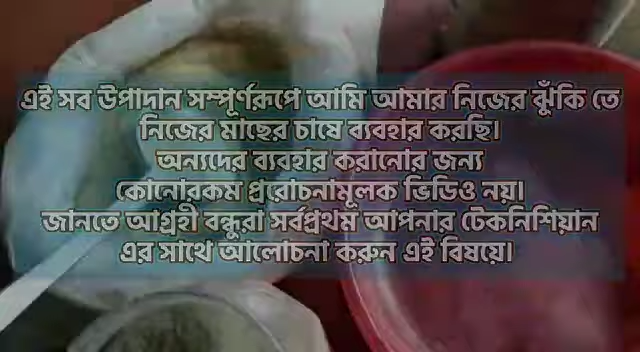 এই সব উপাদান সম্পূর্ণরূপে আমি আমার নিজের ঝুঁকি তে
নিজের মাছের চাষে ব্যবহার করছি।
অন্যদের ব্যবহার করানোর জন্য
কোনোরকম প্ররোচনামূলক ভিডিও নয়।
জানতে আগ্রহী বন্ধুরা সর্বপ্রথম আপনার টেকনিশিয়ান
এর সাথে আলোচনা করুন এই বিষয়ে।